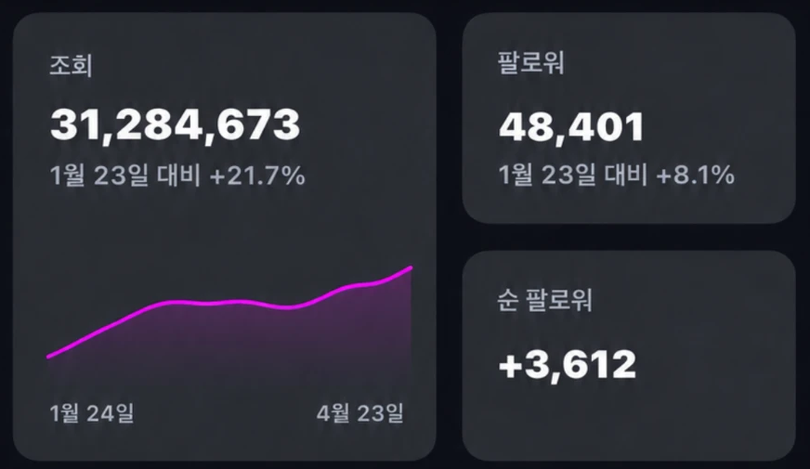 조회
31,284,673
1월 23일 대비 +21.7%
1월 24일
4월 23일
팔로워
48,401
1월 23일 대비 +8.1%
순 팔로워
+3,612